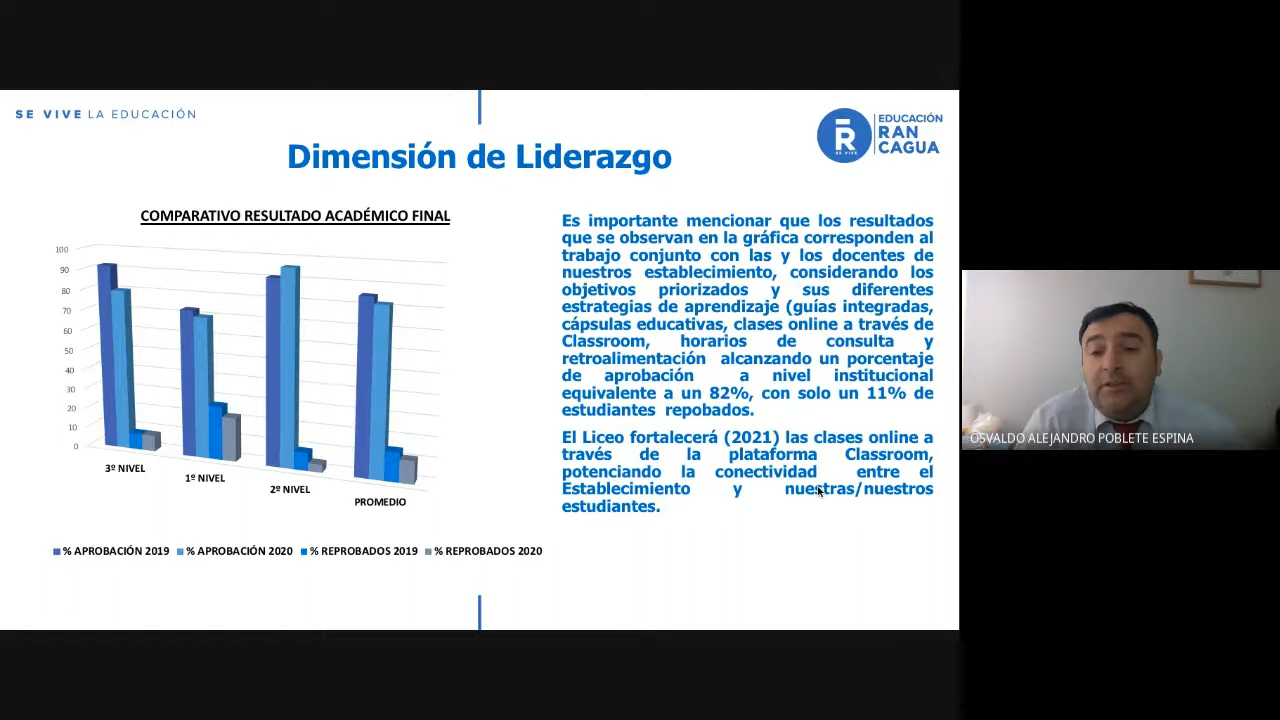 SE VIVE LA EDUCACIÓN
EDUCACIÓN
RAN
CAGUA
R
SE VIVE
Dimensión de Liderazgo
COMPARATIVO RESULTADO ACADÉMICO FINAL
100
90
80
70
60
50
40
30
20
10
0
3º NIVEL
1º NIVEL
2º NIVEL
PROMEDIO
% APROBACIÓN 2019 % APROBACIÓN 2020 % REPROBADOS 2019 % REPROBADOS 2020
Es importante mencionar que los resultados
que se observan en la gráfica corresponden al
trabajo conjunto con las y los docentes de
nuestros establecimiento, considerando los
objetivos priorizados y sus diferentes
estrategias de aprendizaje (guías integradas,
cápsulas educativas, clases online a través de
Classroom, horarios de consulta y
retroalimentación alcanzando un porcentaje
de aprobación a nivel institucional
equivalente a un 82%, con solo un 11% de
estudiantes repobados.
El Liceo fortalecerá (2021) las clases online a
través de la plataforma Classroom,
potenciando la conectividad entre el
Establecimiento y nuestras/nuestros
estudiantes.
OSVALDO ALEJANDRO POBLETE ESPINA